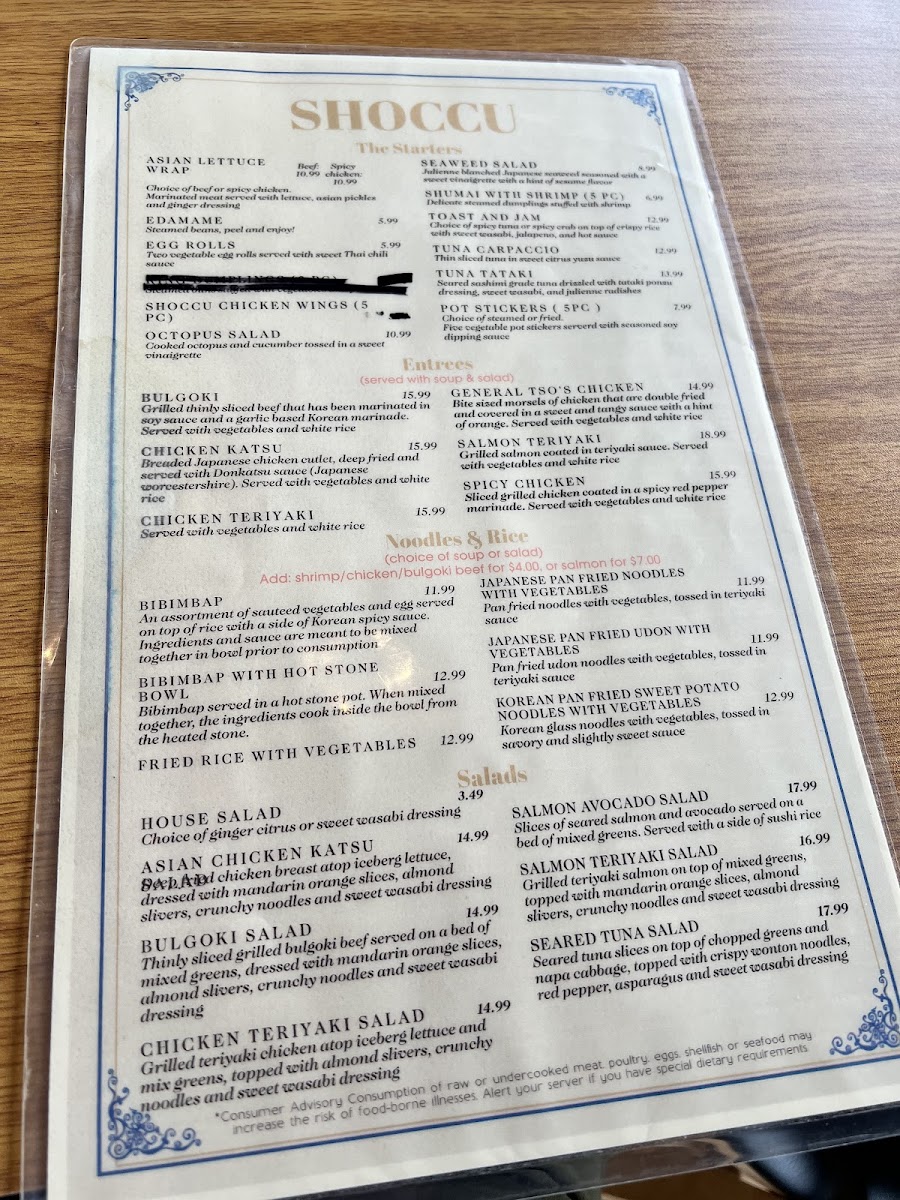 SHOCCU
The Starters
ASIAN LETTUCE
WRAP
Beef: Spicy
10.99 chicken:
10.99
Choice of beef or spicy chicken.
Marinated meat served with lettuce, asian pickles
and ginger dressing
EDAMAME 5.99
Steamed beans, peel and enjoy!
EGG ROLLS 5.99
Two vegetable egg rolls served with sweet Thai chili
sauce
SHOCCU CHICKEN WINGS (5
PC)
OCTOPUS SALAD 10.99
Cooked octopus and cucumber tossed in a sweet
vinaigrette
SEAWEED SALAD 8.99
Julienne blanched Japanese seaweed seasoned with a
sweet vinaigrette with a hint of sesame flavor
SHUMAI WITH SHRIMP (5 PC) 6.99
Delicate steamed dumplings stuffed with shrimp
TOAST AND JAM 12.99
Choice of spicy tuna or spicy crab on top of crispy rice
with sweet wasabi, jalapeno, and hot sauce
TUNA CARPACCIO 12.99
Thin sliced tuna in sweet citrus yuzu sauce
TUNA TATAKI 13.99
Seared sashimi grade tuna drizzled with tataki ponzu
dressing, sweet wasabi, and julienne radishes
POT STICKERS ( 5PC ) 7.99
Choice of steamed or fried.
Five vegetable pot stickers serverd with seasoned soy
dipping sauce
Entrees
(served with soup & salad)
BULGOKI 15.99
Grilled thinly sliced beef that has been marinated in
soy sauce and a garlic based Korean marinade.
Served with vegetables and white rice
CHICKEN KATSU 15.99
Breaded Japanese chicken cutlet, deep fried and
served with Donkatsu sauce (Japanese
worcestershire). Served with vegetables and white
rice
CHICKEN TERIYAKI 15.99
Served with vegetables and white rice
GENERAL TSO'S CHICKEN 14.99
Bite sized morsels of chicken that are double fried
and covered in a sweet and tangy sauce with a hint
of orange. Served with vegetables and white rice
SALMON TERIYAKI 18.99
Grilled salmon coated in teriyaki sauce. Served
with vegetables and white rice
SPICY CHICKEN 15.99
Sliced grilled chicken coated in a spicy red pepper
marinade. Served with vegetables and white rice
Noodles & Rice
(choice of soup or salad)
Add: shrimp/chicken/bulgoki beef for $4.00, or salmon for $7.00
BIBIMBAP 11.99
An assortment of sauteed vegetables and egg served
on top of rice with a side of Korean spicy sauce.
Ingredients and sauce are meant to be mixed
together in bowl prior to consumption
BIBIMBAP WITH HOT STONE
BOWL 12.99
Bibimbap served in a hot stone pot. When mixed
together, the ingredients cook inside the bowl from
the heated stone.
FRIED RICE WITH VEGETABLES 12.99
JAPANESE PAN FRIED NOODLES
WITH VEGETABLES 11.99
Pan fried noodles with vegetables, tossed in teriyaki
sauce
JAPANESE PAN FRIED UDON WITH
VEGETABLES 11.99
Pan fried udon noodles with vegetables, tossed in
teriyaki sauce
KOREAN PAN FRIED SWEET POTATO
NOODLES WITH VEGETABLES 12.99
Korean glass noodles with vegetables, tossed in
savory and slightly sweet sauce
Salads
HOUSE SALAD 3.49
Choice of ginger citrus or sweet wasabi dressing
ASIAN CHICKEN KATSU 14.99
SALAD
Deep fried chicken breast atop iceberg lettuce,
dressed with mandarin orange slices, almond
slivers, crunchy noodles and sweet wasabi dressing
BULGOKI SALAD 14.99
Thinly sliced grilled bulgoki beef served on a bed of
mixed greens, dressed with mandarin orange slices,
almond slivers, crunchy noodles and sweet wasabi
dressing
CHICKEN TERIYAKI SALAD 14.99
Grilled teriyaki chicken atop iceberg lettuce and
mix greens, topped with almond slivers, crunchy
noodles and sweet wasabi dressing
SALMON AVOCADO SALAD 17.99
Slices of seared salmon and avocado served on a
bed of mixed greens. Served with a side of sushi rice
SALMON TERIYAKI SALAD 16.99
Grilled teriyaki salmon on top of mixed greens,
topped with mandarin orange slices, almond
slivers, crunchy noodles and sweet wasabi dressing
SEARED TUNA SALAD 17.99
Seared tuna slices on top of chopped greens and
napa cabbage, topped with crispy wonton noodles,
red pepper, asparagus and sweet wasabi dressing
*Consumer Advisory Consumption of raw or undercooked meat, poultry, eggs, shellfish or seafood may
increase the risk of food-borne illnesses. Alert your server if you have special dietary requirements.